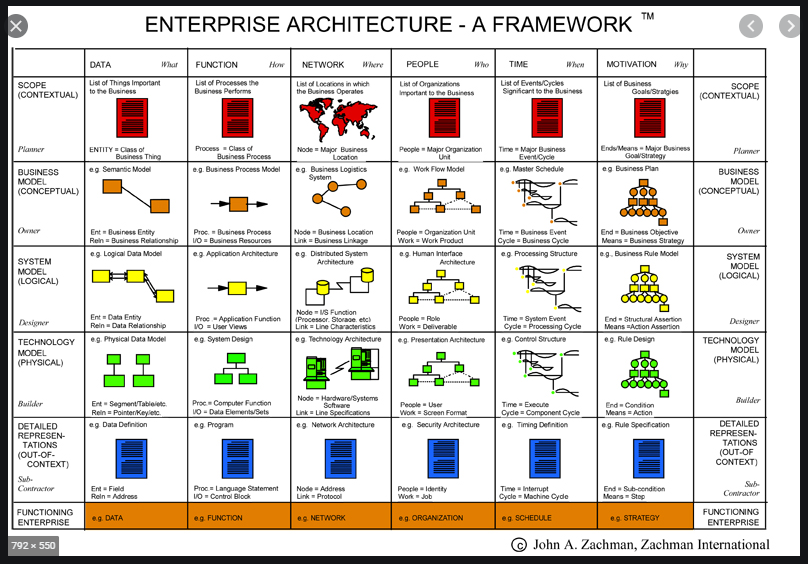 ENTERPRISE ARCHITECTURE - A FRAMEWORK ™
DATA What
FUNCTION How
NETWORK Where
PEOPLE Who
TIME When
MOTIVATION Why
SCOPE
(CONTEXTUAL)
Planner
List of Things Important
to the Business
ENTITY = Class of
Business Thing
List of Processes the
Business Performs
Process = Class of
Business Process
List of Locations in which
the Business Operates
Node = Major Business
Location
List of Organizations
Important to the Business
People = Major Organization
Unit
List of Events/Cycles
Significant to the Business
Time = Major Business
Event/Cycle
List of Business
Goals/Strategies
Ends/Means = Major Business
Goal/Strategy
SCOPE
(CONTEXTUAL)
Planner
BUSINESS
MODEL
(CONCEPTUAL)
Owner
e.g. Semantic Model
Ent = Business Entity
Reln = Business Relationship
e.g. Business Process Model
Proc. = Business Process
I/O = Business Resources
e.g. Business Logistics
System
Node = Business Location
Link = Business Linkage
e.g. Work Flow Model
People = Organization Unit
Work = Work Product
e.g. Master Schedule
Time = Business Event
Cycle = Business Cycle
e.g. Business Plan
End = Business Objective
Means = Business Strategy
BUSINESS
MODEL
(CONCEPTUAL)
Owner
SYSTEM
MODEL
(LOGICAL)
Designer
e.g. Logical Data Model
Ent = Data Entity
Reln = Data Relationship
e.g. Application Architecture
Proc .= Application Function
I/O = User Views
e.g. Distributed System
Architecture
Node = I/S Function
(Processor, Storage, etc)
Link = Line Characteristics
e.g. Human Interface
Architecture
People = Role
Work = Deliverable
e.g. Processing Structure
Time = System Event
Cycle = Processing Cycle
e.g., Business Rule Model
End = Structural Assertion
Means =Action Assertion
SYSTEM
MODEL
(LOGICAL)
Designer
TECHNOLOGY
MODEL
(PHYSICAL)
Builder
e.g. Physical Data Model
Ent = Segment/Table/etc.
Reln = Pointer/Key/etc.
e.g. System Design
Proc.= Computer Function
I/O = Data Elements/Sets
e.g. Technology Architecture
Node = Hardware/Systems
Software
Link = Line Specifications
e.g. Presentation Architecture
People = User
Work = Screen Format
e.g. Control Structure
Time = Execute
Cycle = Component Cycle
e.g. Rule Design
End = Condition
Means = Action
TECHNOLOGY
MODEL
(PHYSICAL)
Builder
DETAILED
REPRESEN-
TATIONS
(OUT-OF-
CONTEXT)
Sub-
Contractor
e.g. Data Definition
Ent = Field
Reln = Address
e.g. Program
Proc.= Language Statement
I/O = Control Block
e.g. Network Architecture
Node = Address
Link = Protocol
e.g. Security Architecture
People = Identity
Work = Job
e.g. Timing Definition
Time = Interrupt
Cycle = Machine Cycle
e.g. Rule Specification
End = Sub-condition
Means = Step
DETAILED
REPRESEN-
TATIONS
(OUT-OF
CONTEXT)
Sub-
Contractor
FUNCTIONING
ENTERPRISE
e.g. DATA
e.g. FUNCTION
e.g. NETWORK
e.g. ORGANIZATION
e.g. SCHEDULE
e.g. STRATEGY
FUNCTIONING
ENTERPRISE
792 × 550
© John A. Zachman, Zachman International